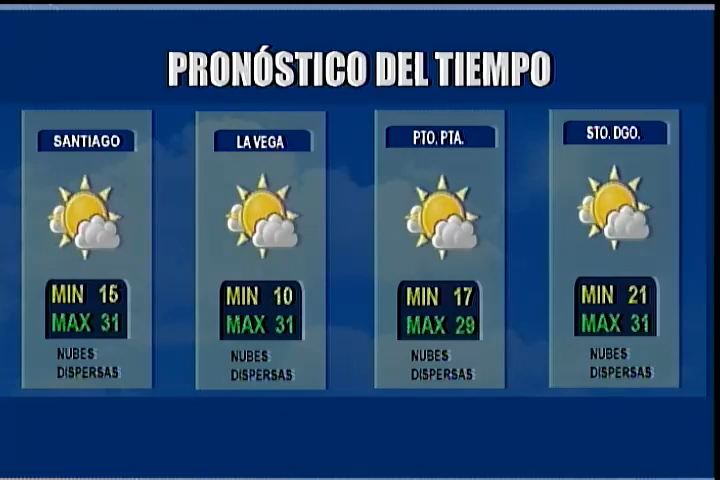 PRONÓSTICO DEL TIEMPO
SANTIAGO
MIN 15
MAX 31
NUBES
DISPERSAS
LA VEGA
MIN 10
MAX 31
NUBES
DISPERSAS
PTO. PTA.
MIN 17
MAX 29
NUBES
DISPERSAS
STO. DGO.
MIN 21
MAX 31
NUBES
DISPERSAS